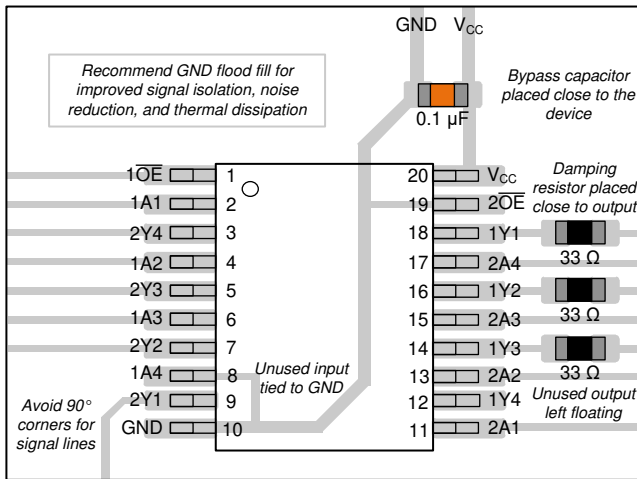 GND V_CC
Recommend GND flood fill for
improved signal isolation, noise
reduction, and thermal dissipation
Bypass capacitor
placed close to the
device
0.1 µF
1O̅E̅ 1 20 V_CC
Damping
resistor placed
close to output
1A1 2 19 2O̅E̅
2Y4 3 18 1Y1
33 Ω
1A2 4 17 2A4
2Y3 5 16 1Y2
33 Ω
1A3 6 15 2A3
2Y2 7 14 1Y3
33 Ω
1A4 8 13 2A2
Unused input
tied to GND
2Y1 9 12 1Y4
Unused output
left floating
GND 10 11 2A1
Avoid 90°
corners for
signal lines